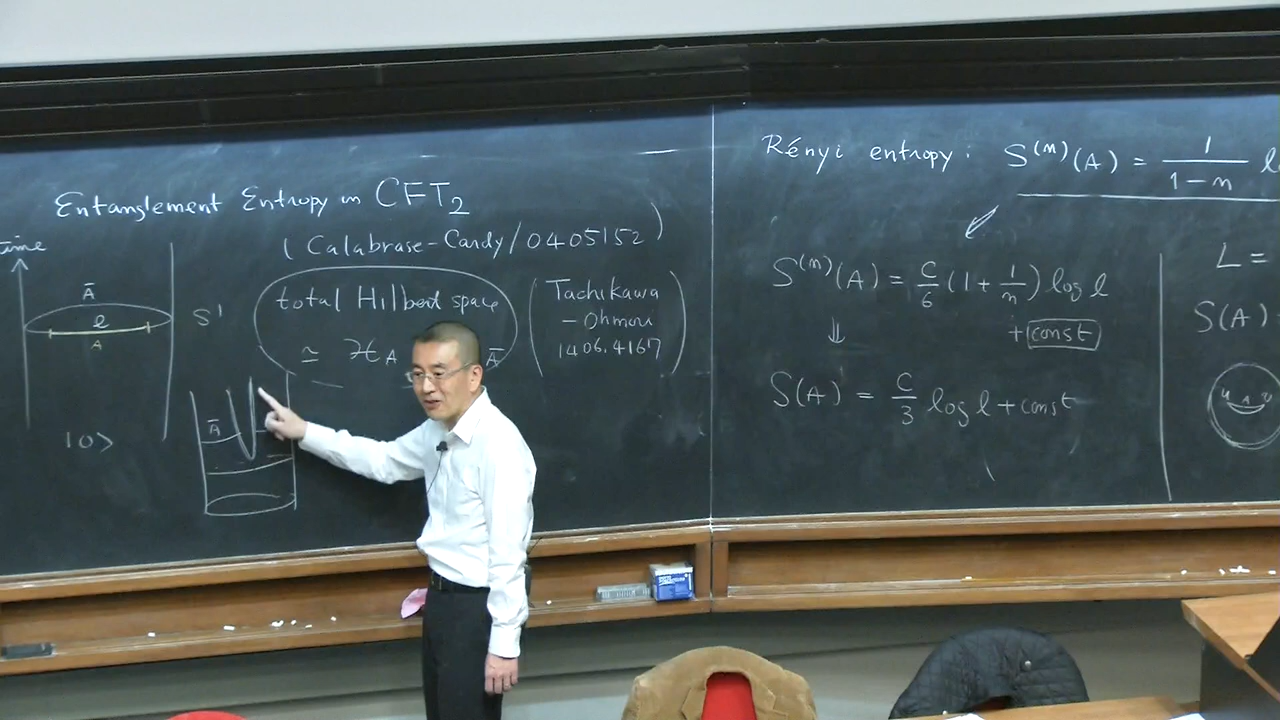 Entanglement Entropy in CFT₂
(Calabrase-Cardy/0405152)
time
Ā
l
A
S¹
total Hilbert space
≃ ℋ_A
Ā
(Tachikawa
- Ohmori
1406.4167)
|0>
Ā
Rényi entropy: S⁽ⁿ⁾(A) = 1/(1-n)
S⁽ⁿ⁾(A) = c/6 (1 + 1/n) log l
+ const
⇓
S(A) = c/3 log l + const
L =
S(A)
A